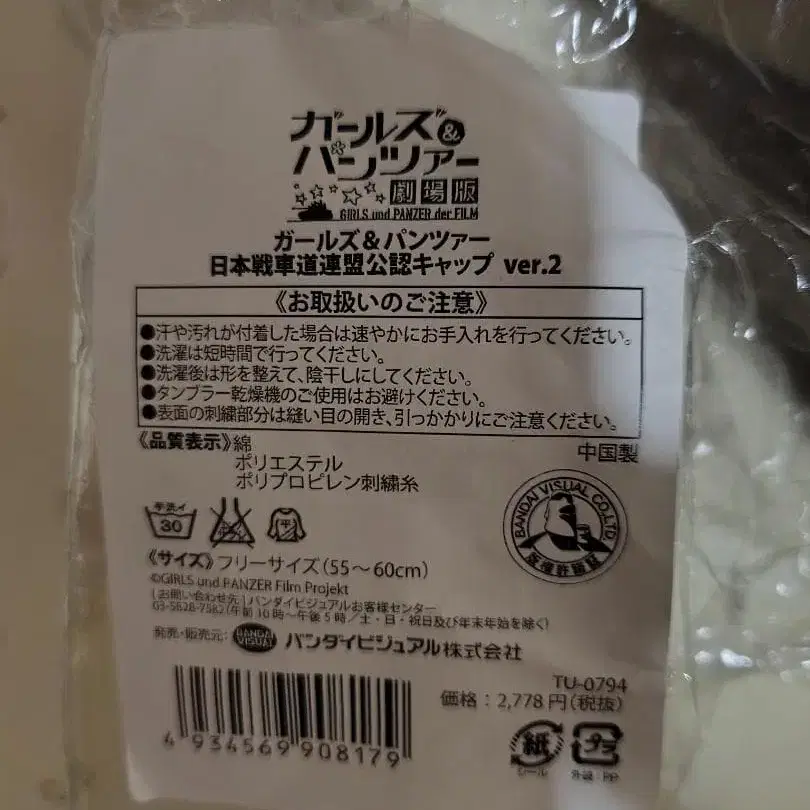 ガールズ&
パンツァー
劇場版
GIRLS und PANZER der FILM
ガールズ&パンツァー
日本戦車道連盟公認キャップ ver.2
《お取扱いのご注意》
●汗や汚れが付着した場合は速やかにお手入れを行ってください。
●洗濯は短時間で行ってください。
●洗濯後は形を整えて、陰干しにしてください。
●タンブラー乾燥機のご使用はお避けください。
●表面の刺繍部分は縫い目の開き、引っかかりにご注意ください。
《品質表示》綿
ポリエステル
ポリプロピレン刺繍糸
中国製
手洗イ
30
平
BANDAI VISUAL CO.,LTD
版権許諾証
《サイズ》フリーサイズ(55~60cm)
©GIRLS und PANZER Film Projekt
[お問い合わせ先]バンダイビジュアルお客様センター
03-5828-7582(午前10時~午後5時/土・日・祝日及び年末年始を除く)
発売・販売元: BANDAI VISUAL バンダイビジュアル株式会社
TU-0794
価格:2,778円(税抜)
4 934569 908179
紙
シール
プラ
外装:PP